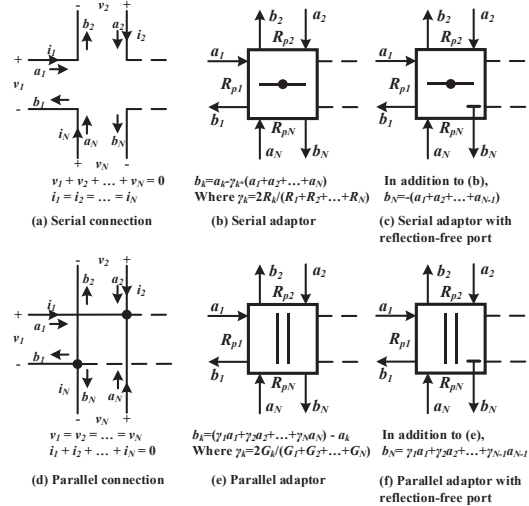 - v2 + b2 a2 b2 a2
b2 a2 i2 Rp2 Rp2
+ i1 a1 a1
a1 Rp1 Rp1
v1
b1 b1 b1
- iN aN bN RpN RpN
+ vN - aN bN aN bN
v1 + v2 + ... + vN = 0 bk=ak-γk*(a1+a2+...+aN) In addition to (b),
i1 = i2 = ... = iN Where γk=2Rk/(R1+R2+...+RN) bN=-(a1+a2+...+aN-1)
(a) Serial connection (b) Serial adaptor (c) Serial adaptor with
reflection-free port
- v2 + b2 a2 b2 a2
b2 a2 i2 Rp2 Rp2
+ i1 a1 a1
a1 Rp1 Rp1
v1
b1 b1 b1
- iN bN aN RpN RpN
- vN + aN bN aN bN
v1 = v2 = ... = vN bk=(γ1a1+γ2a2+...+γNaN) - ak In addition to (e),
i1 + i2 + ... + iN = 0 Where γk=2Gk/(G1+G2+...+GN) bN= γ1a1+γ2a2+...+γN-1aN-1
(d) Parallel connection (e) Parallel adaptor (f) Parallel adaptor with
reflection-free port